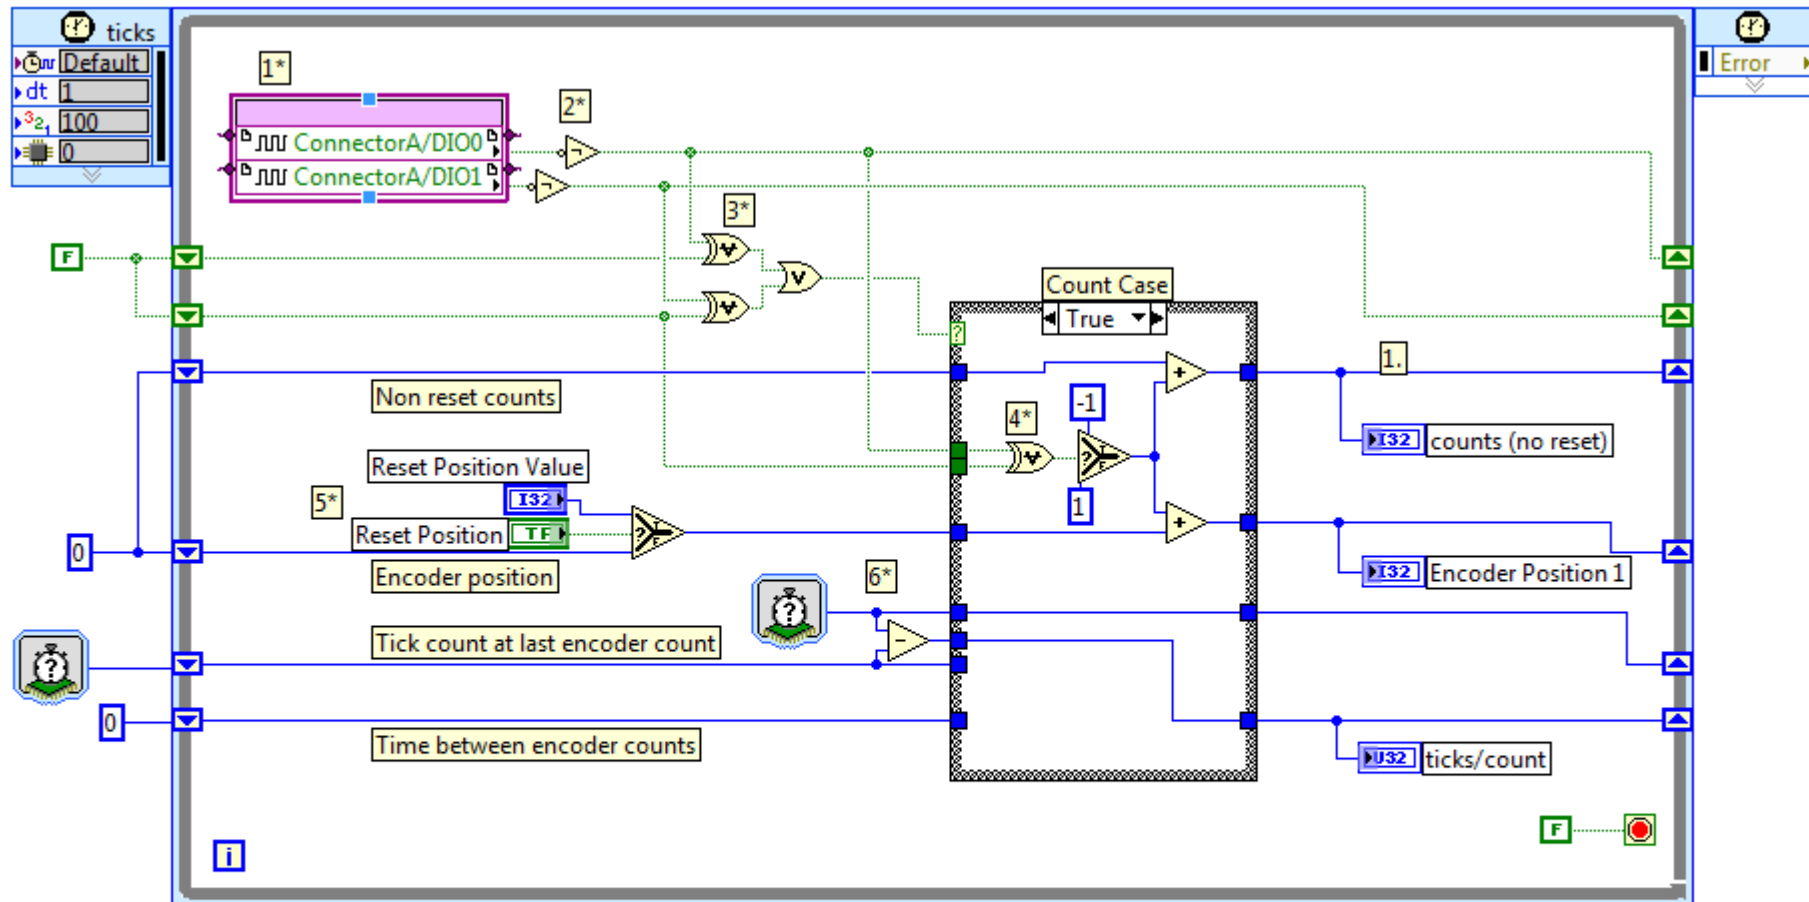 ticks
Default
dt 1
100
0
Error
1*
ConnectorA/DIO0
ConnectorA/DIO1
2*
3*
F
Count Case
True
1.
Non reset counts
-1
4*
I32 counts (no reset)
Reset Position Value
I32
5*
1
Reset Position TF
0
Encoder position
6*
I32 Encoder Position 1
Tick count at last encoder count
0
Time between encoder counts
U32 ticks/count
F
i